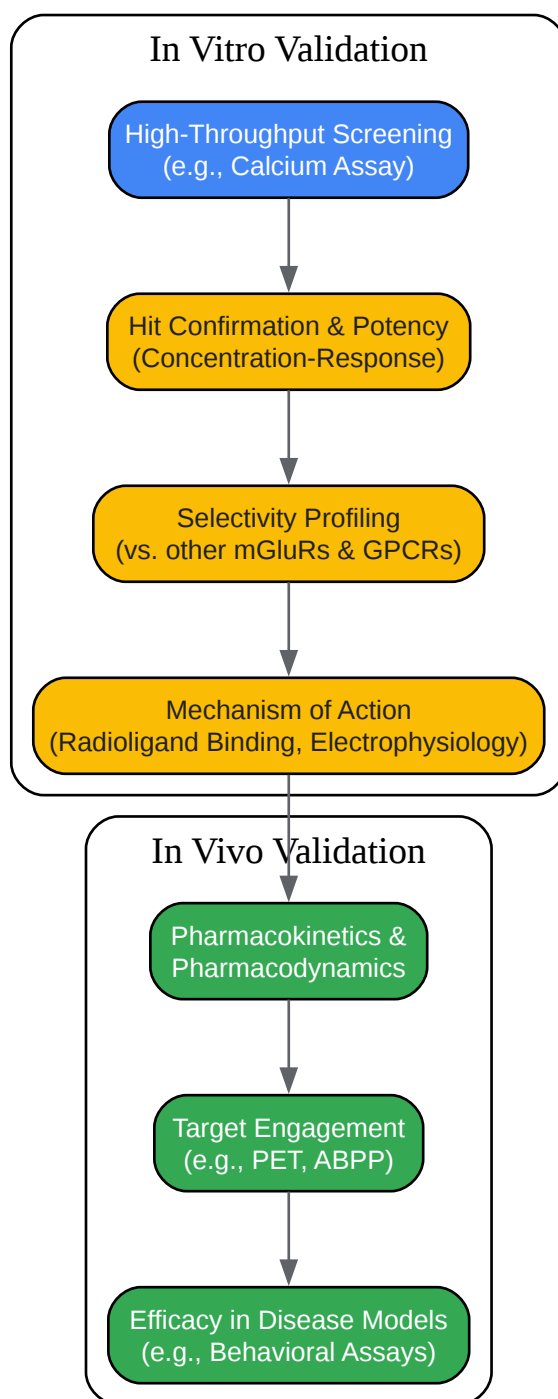 In Vitro Validation
High-Throughput Screening
(e.g., Calcium Assay)
Hit Confirmation & Potency
(Concentration-Response)
Selectivity Profiling
(vs. other mGluRs & GPCRs)
Mechanism of Action
(Radioligand Binding, Electrophysiology)
In Vivo Validation
Pharmacokinetics &
Pharmacodynamics
Target Engagement
(e.g., PET, ABPP)
Efficacy in Disease Models
(e.g., Behavioral Assays)